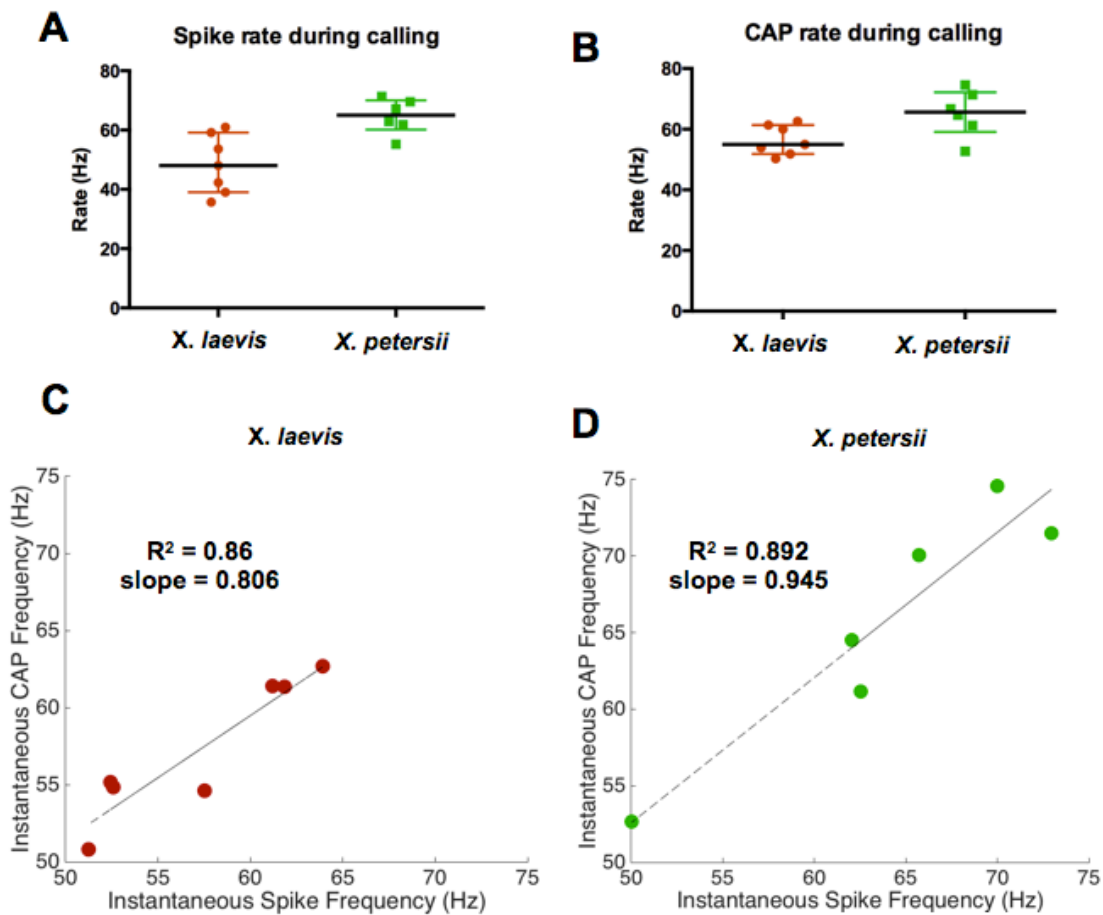 A
Spike rate during calling
Rate (Hz)
80
60
40
20
0
X. laevis
X. petersii
B
CAP rate during calling
Rate (Hz)
80
60
40
20
0
X. laevis
X. petersii
C
X. laevis
Instantaneous CAP Frequency (Hz)
75
70
65
60
55
50
R² = 0.86
slope = 0.806
50
55
60
65
70
75
Instantaneous Spike Frequency (Hz)
D
X. petersii
Instantaneous CAP Frequency (Hz)
75
70
65
60
55
50
R² = 0.892
slope = 0.945
50
55
60
65
70
75
Instantaneous Spike Frequency (Hz)